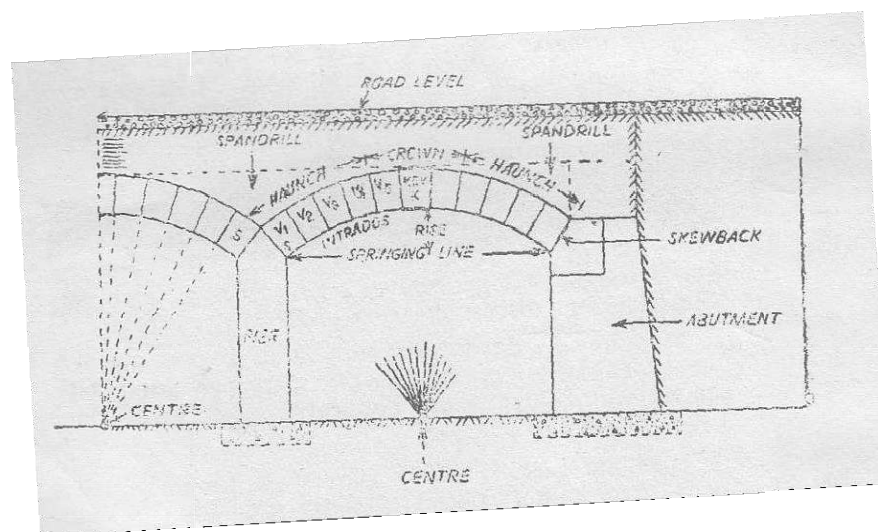 ROAD LEVEL
SPANDRILL
SPANDRILL
HAUNCH
CROWN
HAUNCH
S
V1
V2
V3
V4
V5
KEY
K
S
INTRADOS
RISE
SPRINGING LINE
SKEWBACK
PIER
ABUTMENT
CENTRE
CENTRE